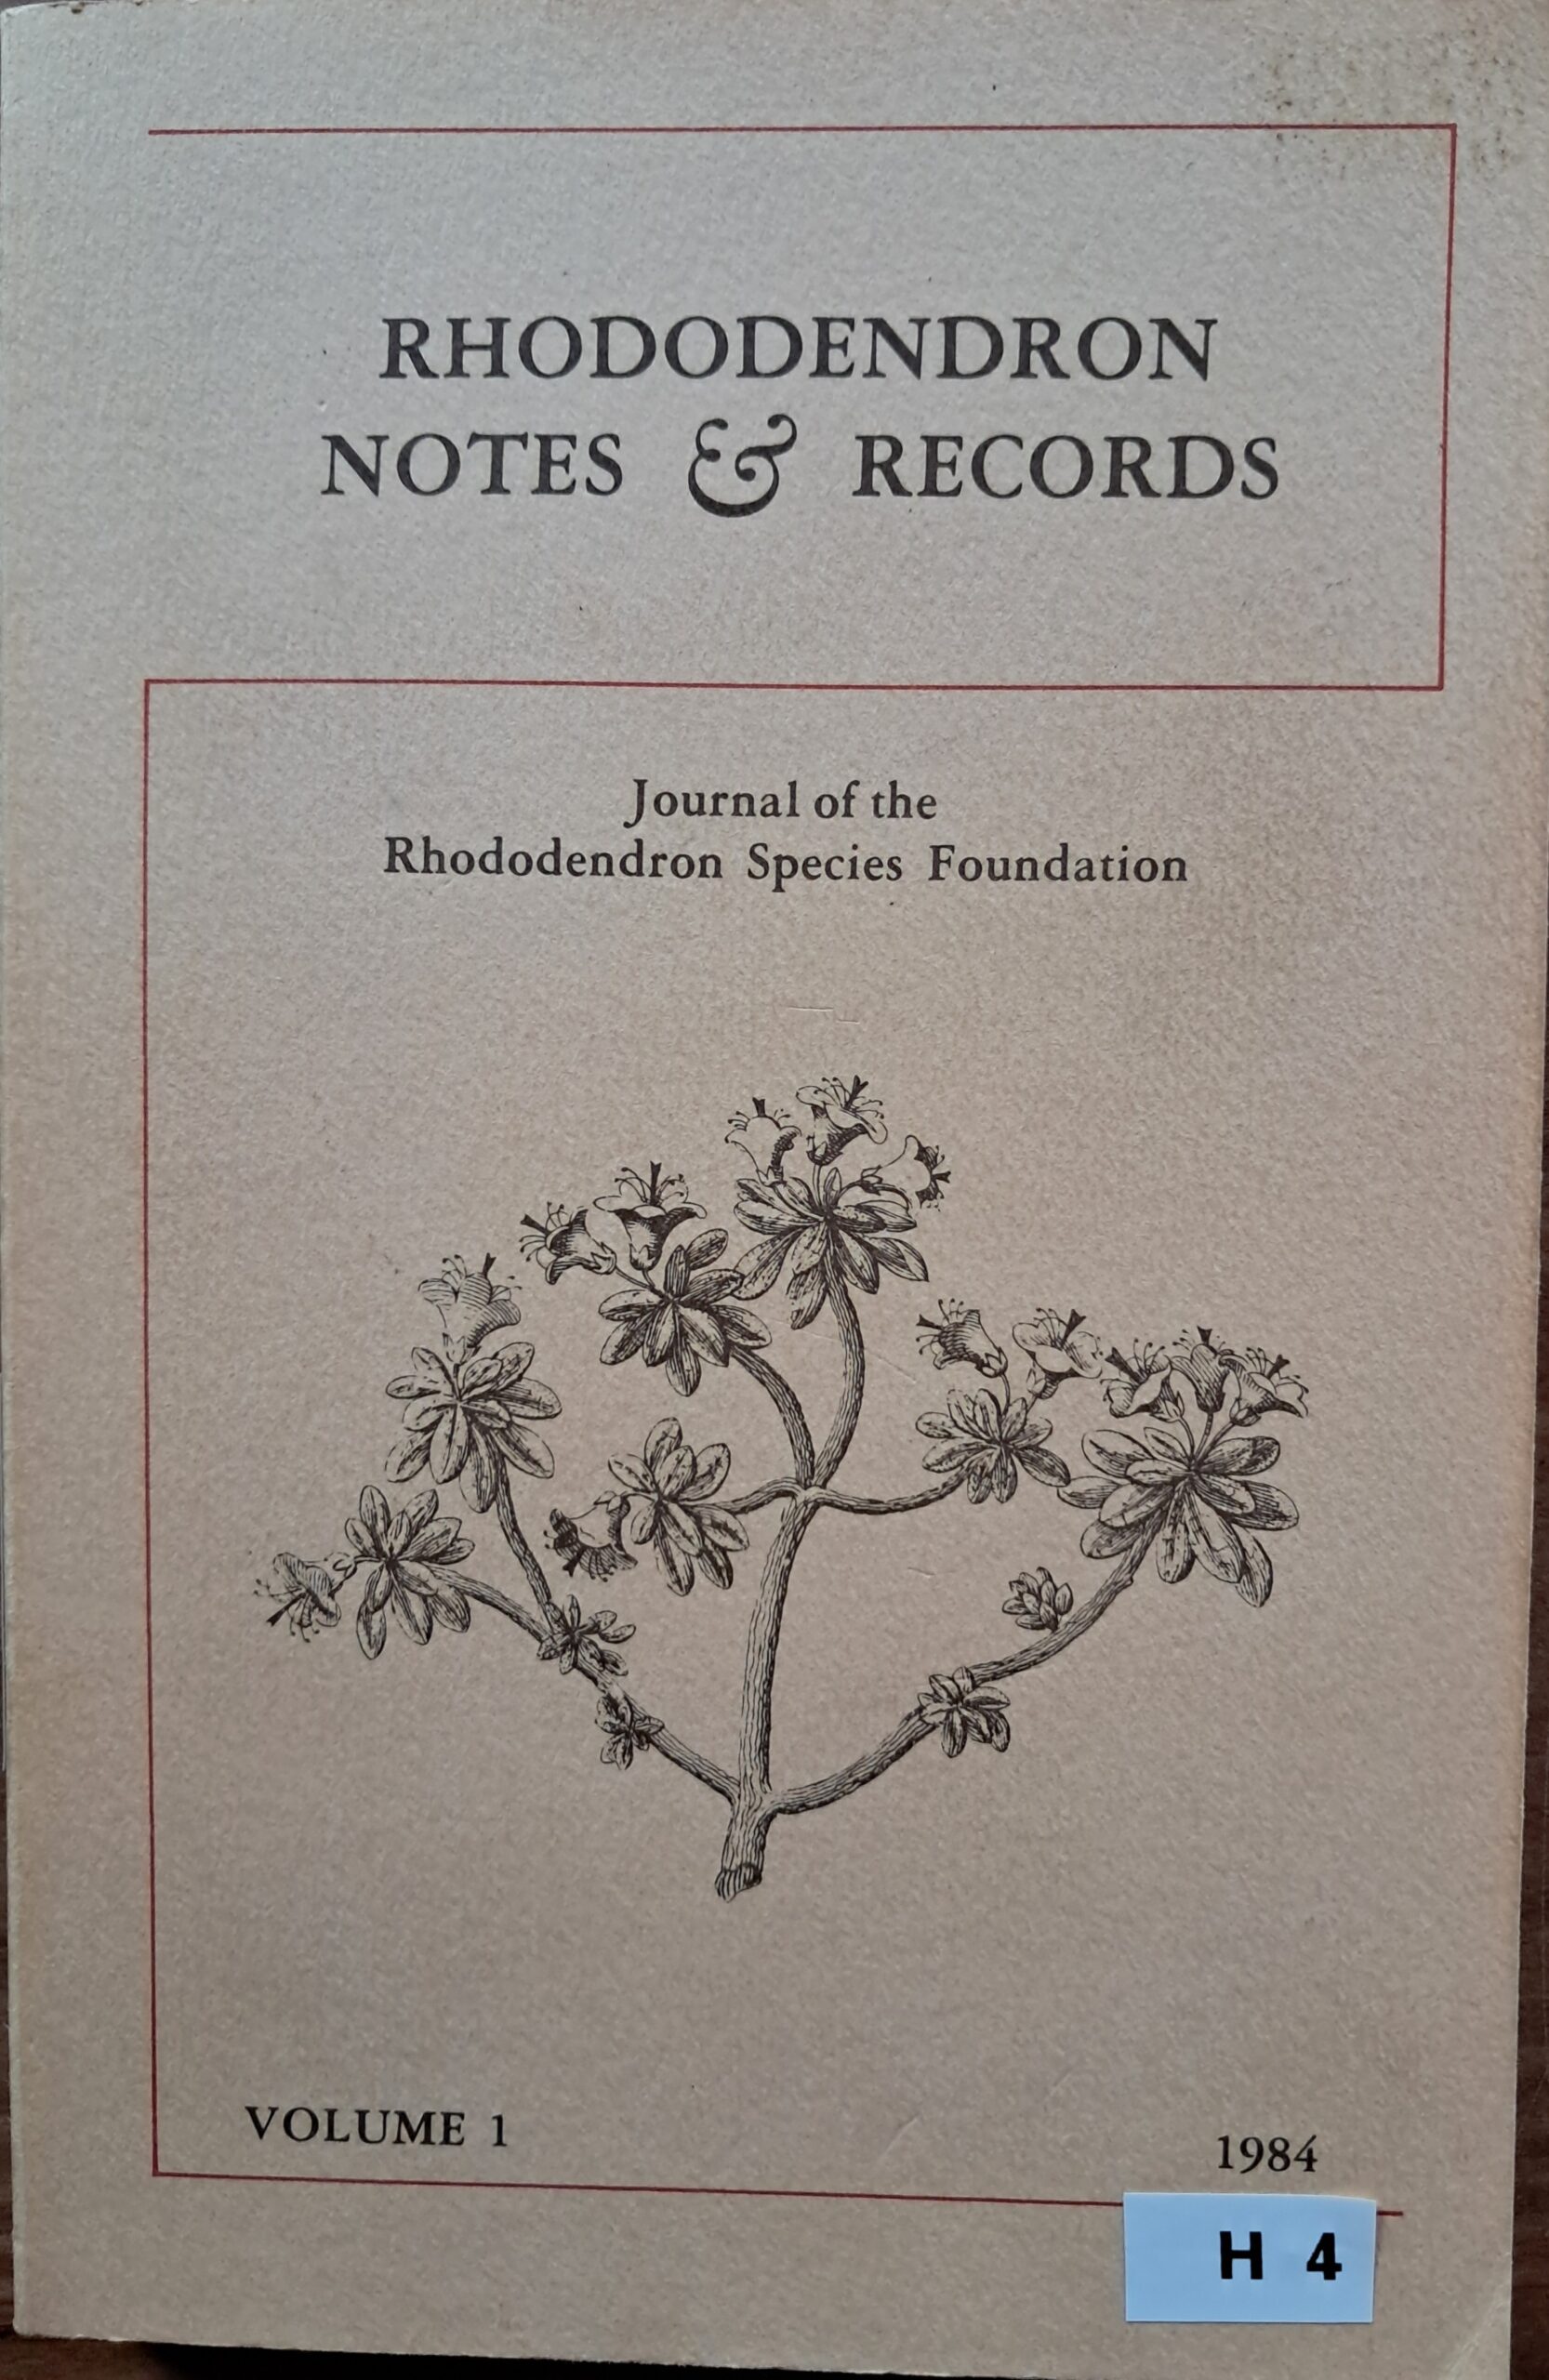 RHODODENDRON
NOTES & RECORDS
Journal of the
Rhododendron Species Foundation
VOLUME 1
1984
H 4